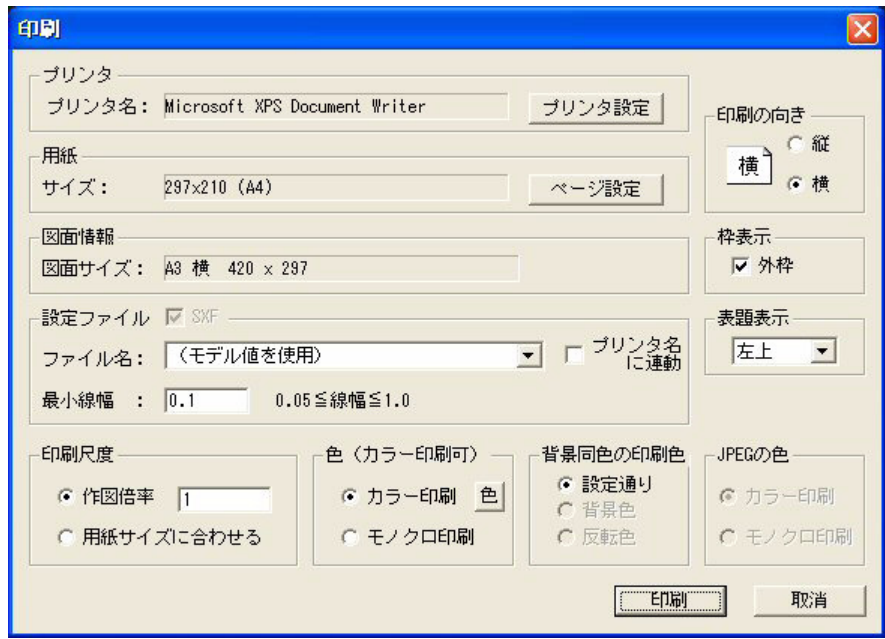 印刷
プリンタ
プリンタ名: Microsoft XPS Document Writer プリンタ設定
印刷の向き
横
縦
横
用紙
サイズ: 297x210 (A4) ページ設定
図面情報
図面サイズ: A3 横 420 x 297
枠表示
外枠
設定ファイル SXF
ファイル名: (モデル値を使用) プリンタ名
に連動
最小線幅 : 0.1 0.05≦線幅≦1.0
表題表示
左上
印刷尺度
作図倍率 1
用紙サイズに合わせる
色(カラー印刷可)
カラー印刷 色
モノクロ印刷
背景同色の印刷色
設定通り
背景色
反転色
JPEGの色
カラー印刷
モノクロ印刷
印刷 取消